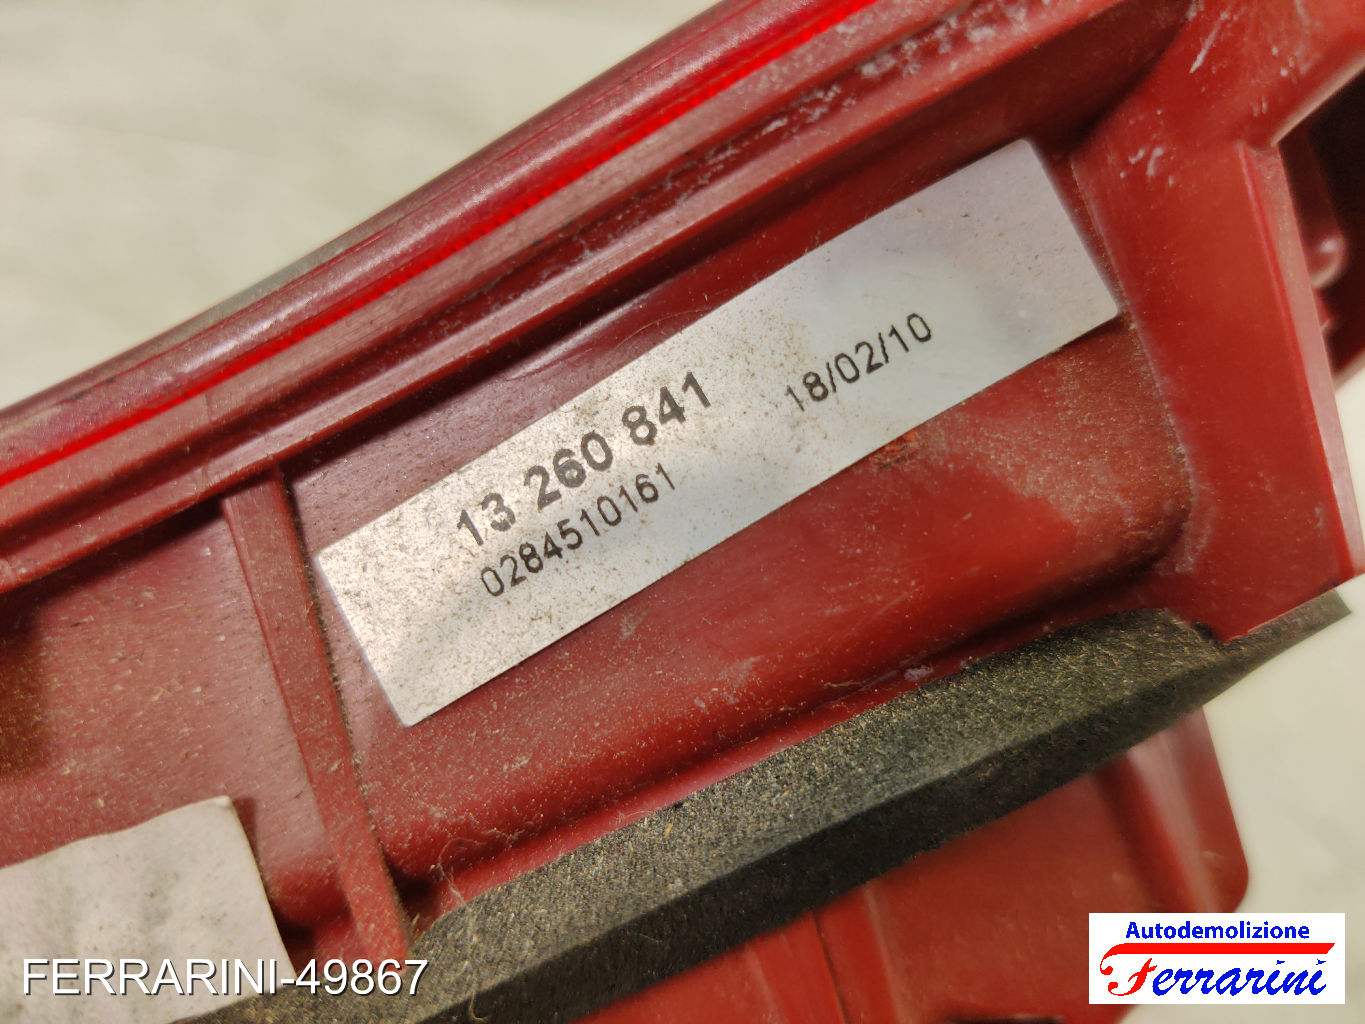 13 260 841
0284510161
18/02/10
FERRARINI-49867
Autodemolizione
Ferrarini